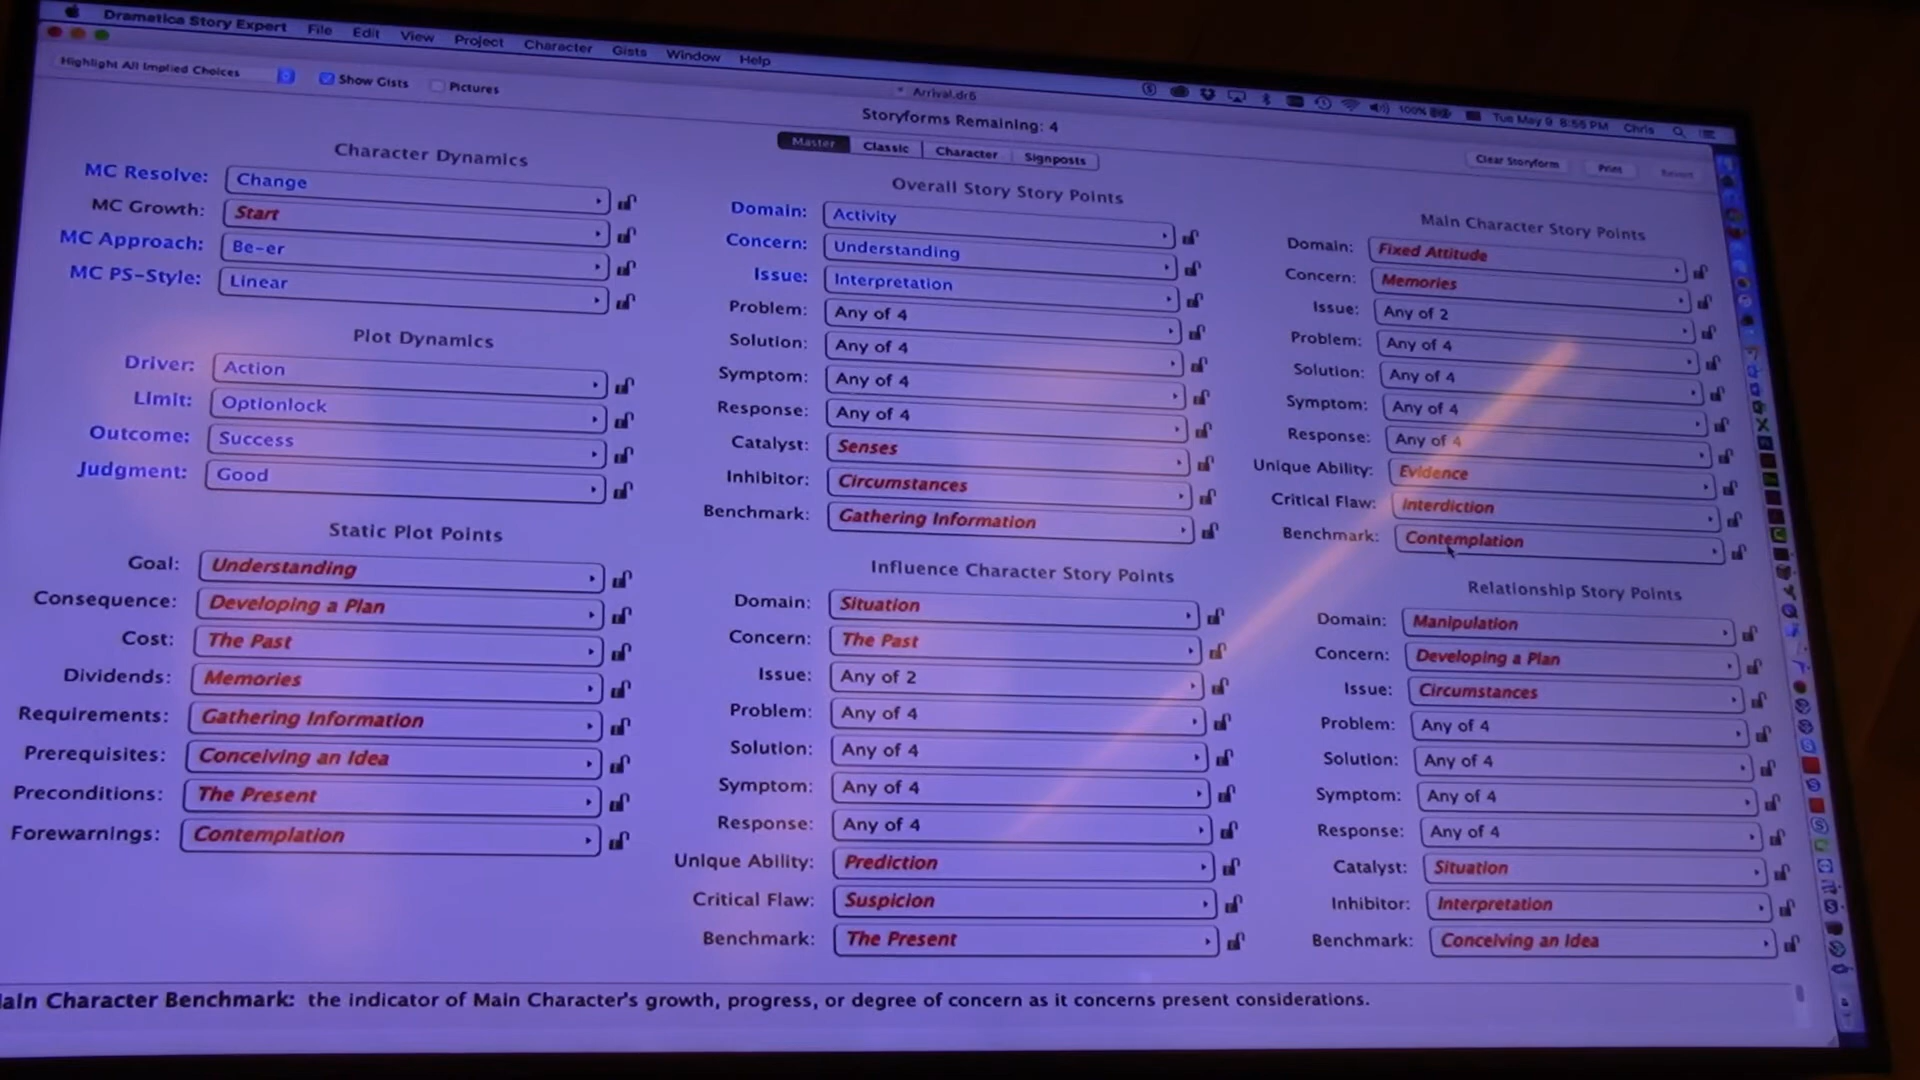 Dramatica Story Expert File Edit View Project Character Gists Window Help
100% Tue May 9 8:55 PM Chris
Highlight All Implied Choices Show Gists Pictures
Arrival.dr5
Storyforms Remaining: 4
Master Classic Character Signposts
Clear Storyform Print
Character Dynamics
MC Resolve: Change
MC Growth: Start
MC Approach: Be-er
MC PS-Style: Linear
Plot Dynamics
Driver: Action
Limit: Optionlock
Outcome: Success
Judgment: Good
Static Plot Points
Goal: Understanding
Consequence: Developing a Plan
Cost: The Past
Dividends: Memories
Requirements: Gathering Information
Prerequisites: Conceiving an Idea
Preconditions: The Present
Forewarnings: Contemplation
Overall Story Story Points
Domain: Activity
Concern: Understanding
Issue: Interpretation
Problem: Any of 4
Solution: Any of 4
Symptom: Any of 4
Response: Any of 4
Catalyst: Senses
Inhibitor: Circumstances
Benchmark: Gathering Information
Influence Character Story Points
Domain: Situation
Concern: The Past
Issue: Any of 2
Problem: Any of 4
Solution: Any of 4
Symptom: Any of 4
Response: Any of 4
Unique Ability: Prediction
Critical Flaw: Suspicion
Benchmark: The Present
Main Character Story Points
Domain: Fixed Attitude
Concern: Memories
Issue: Any of 2
Problem: Any of 4
Solution: Any of 4
Symptom: Any of 4
Response: Any of 4
Unique Ability: Evidence
Critical Flaw: Interdiction
Benchmark: Contemplation
Relationship Story Points
Domain: Manipulation
Concern: Developing a Plan
Issue: Circumstances
Problem: Any of 4
Solution: Any of 4
Symptom: Any of 4
Response: Any of 4
Catalyst: Situation
Inhibitor: Interpretation
Benchmark: Conceiving an Idea
ain Character Benchmark: the indicator of Main Character's growth, progress, or degree of concern as it concerns present considerations.